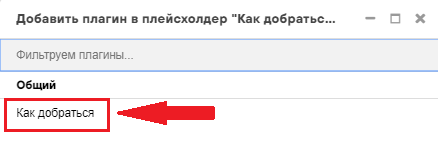 Добавить плагин в плейсхолдер "Как добратьс...
Фильтруем плагины...
Общий
Как добраться